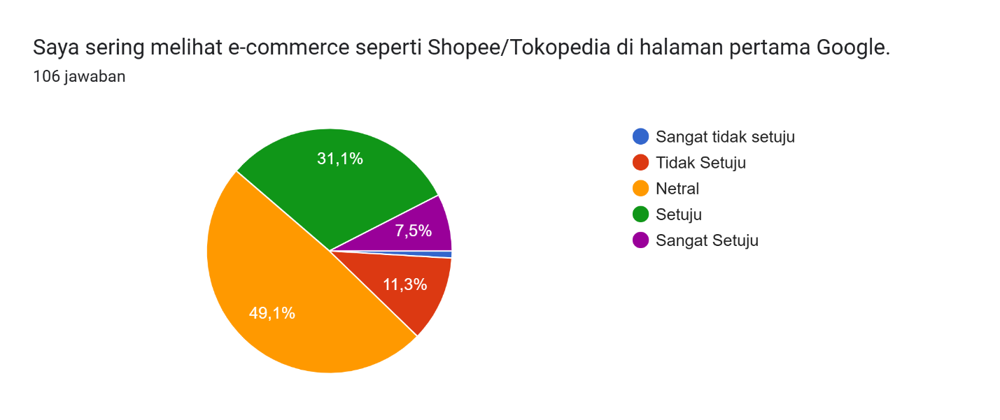 Saya sering melihat e-commerce seperti Shopee/Tokopedia di halaman pertama Google.
106 jawaban
31,1%
7,5%
11,3%
49,1%
Sangat tidak setuju
Tidak Setuju
Netral
Setuju
Sangat Setuju